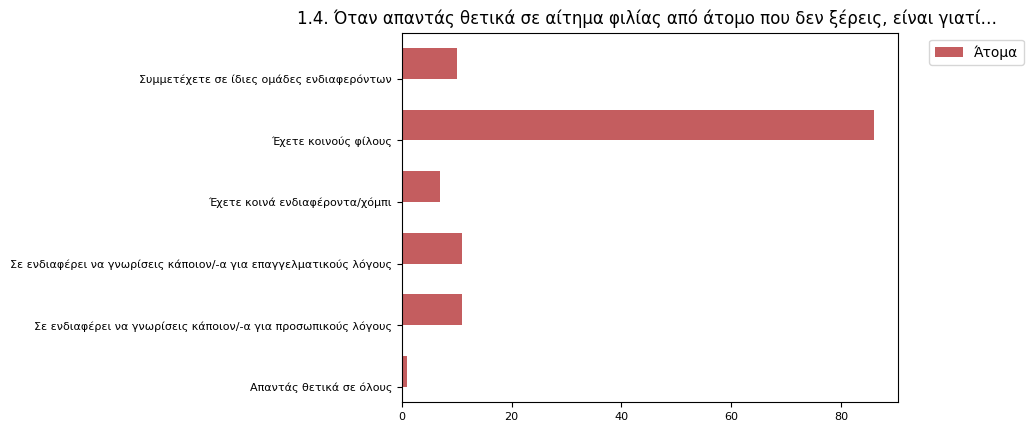 1.4. Όταν απαντάς θετικά σε αίτημα φιλίας από άτομο που δεν ξέρεις, είναι γιατί...
Άτομα
Συμμετέχετε σε ίδιες ομάδες ενδιαφερόντων
Έχετε κοινούς φίλους
Έχετε κοινά ενδιαφέροντα/χόμπι
Σε ενδιαφέρει να γνωρίσεις κάποιον/-α για επαγγελματικούς λόγους
Σε ενδιαφέρει να γνωρίσεις κάποιον/-α για προσωπικούς λόγους
Απαντάς θετικά σε όλους
0 20 40 60 80